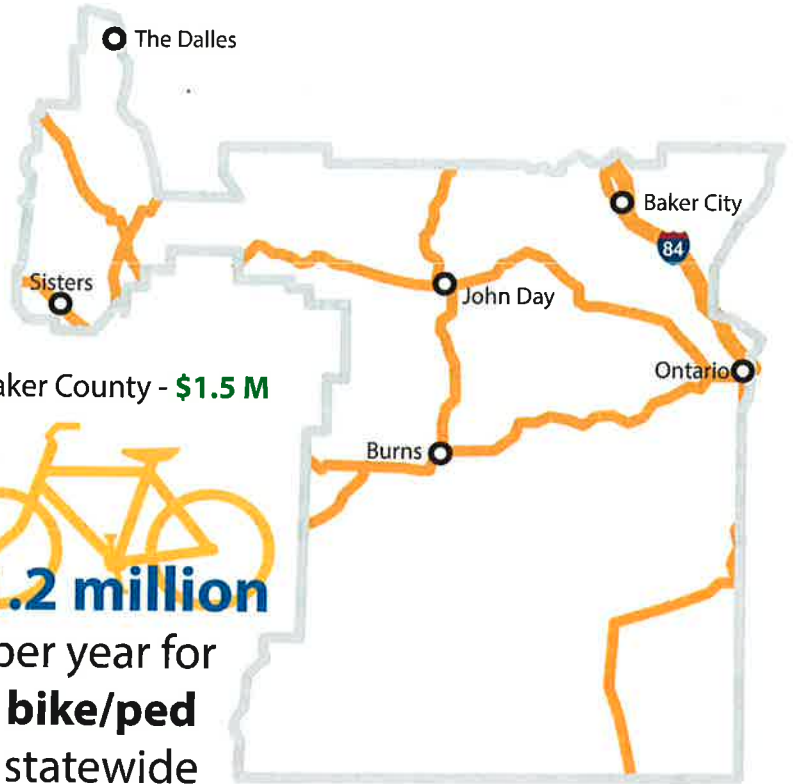 The Dalles
Baker City
84
Sisters
John Day
aker County - $1.5 M
Ontario
Burns
.2 million
per year for
bike/ped
statewide